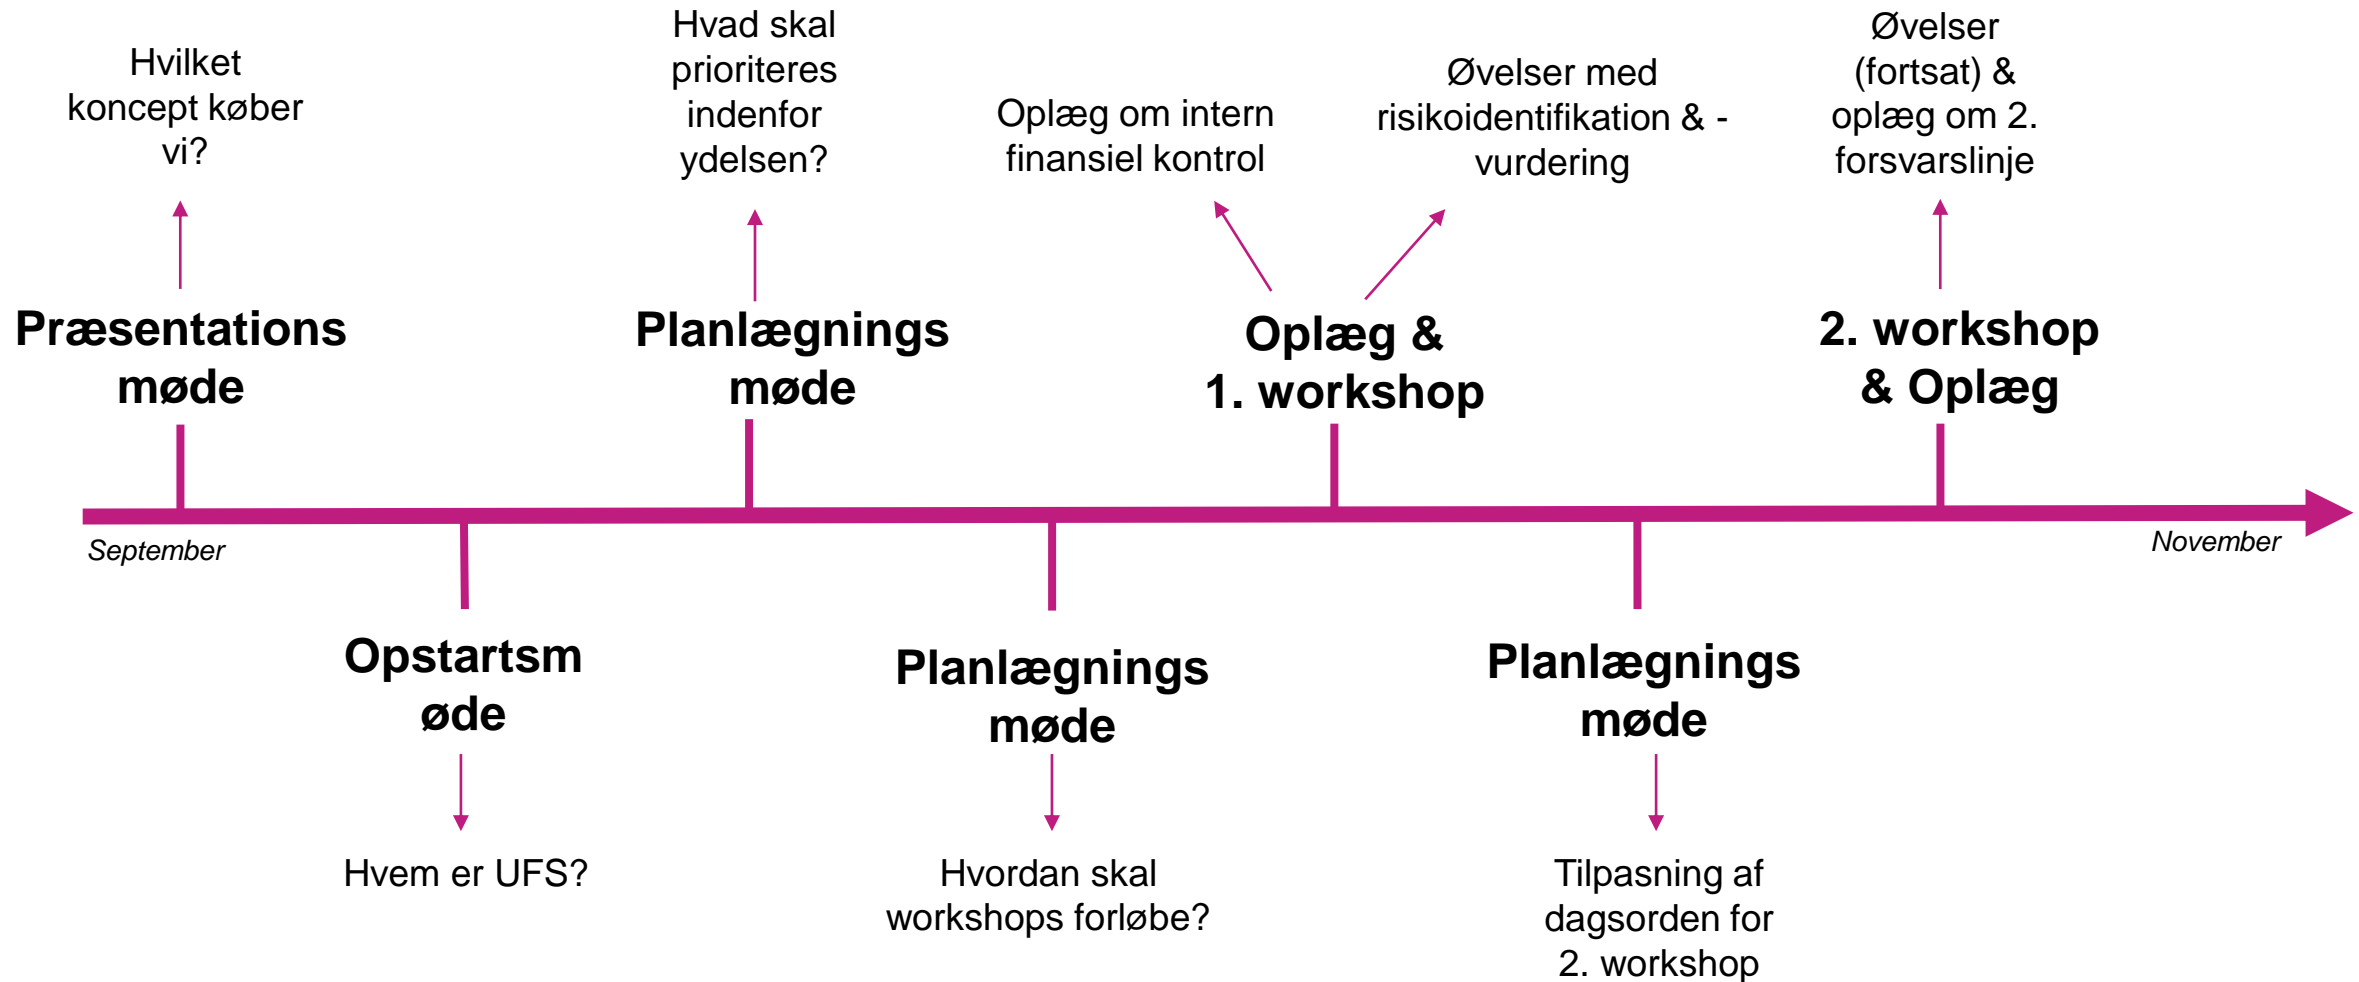 Hvilket
koncept køber
vi?
Præsentations
møde
Hvad skal
prioriteres
indenfor
ydelsen?
Planlægnings
møde
Oplæg om intern
finansiel kontrol
Øvelser med
risikoidentifikation & -
vurdering
Oplæg &
1. workshop
Øvelser
(fortsat) &
oplæg om 2.
forsvarslinje
2. workshop
& Oplæg
September
November
Opstartsm
øde
Hvem er UFS?
Planlægnings
møde
Hvordan skal
workshops forløbe?
Planlægnings
møde
Tilpasning af
dagsorden for
2. workshop